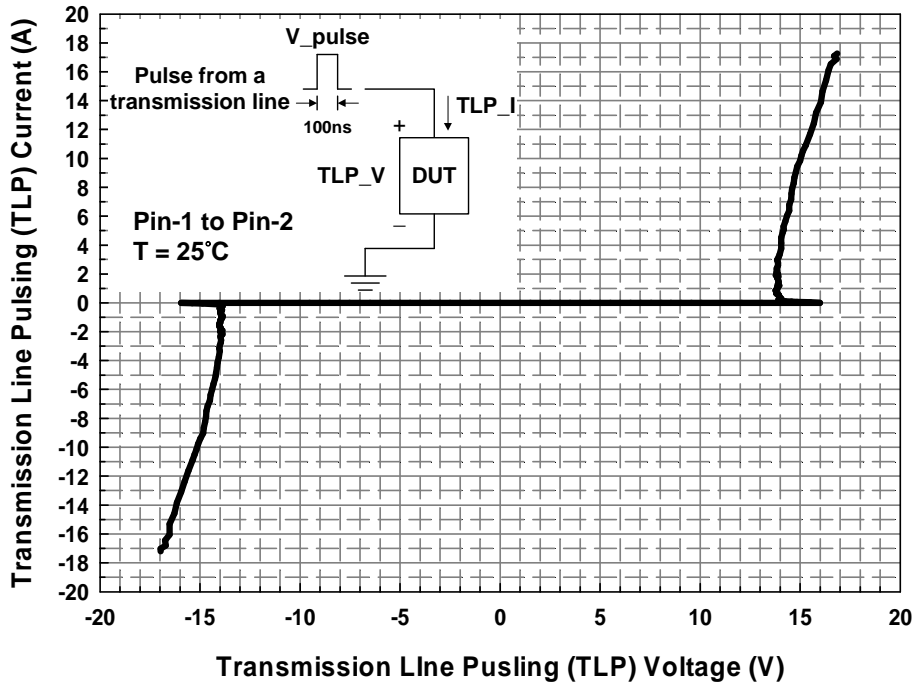 Transmission Line Pulsing (TLP) Current (A)
20
18
16
14
12
10
8
6
4
2
0
-2
-4
-6
-8
-10
-12
-14
-16
-18
-20
V_pulse
Pulse from a
transmission line
100ns
TLP_I
+
TLP_V
DUT
−
Pin-1 to Pin-2
T = 25°C
-20 -15 -10 -5 0 5 10 15 20
Transmission LIne Pusling (TLP) Voltage (V)